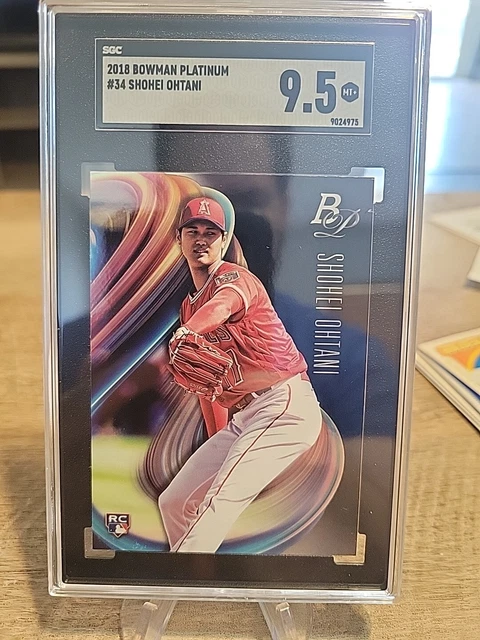 SGC
2018 BOWMAN PLATINUM
#34 SHOHEI OHTANI
9.5
MT+
9024975
A
BP
SHOHEI OHTANI
RC